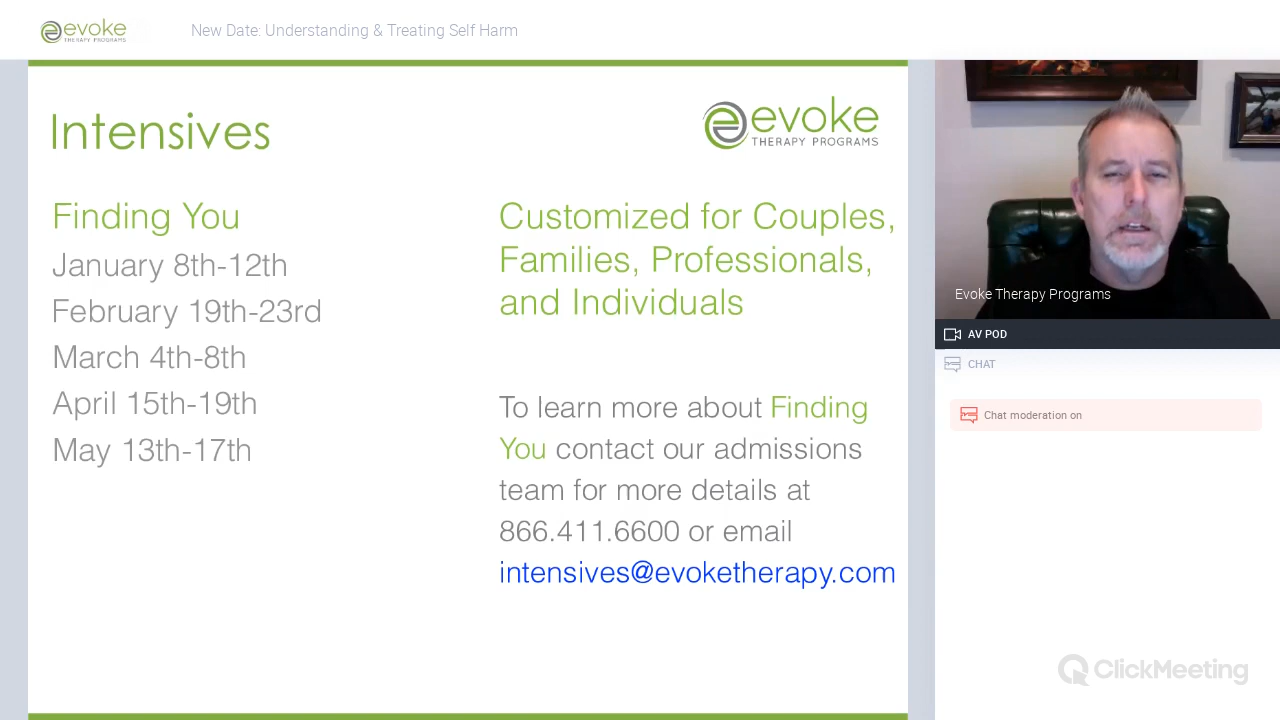 evoke
THERAPY PROGRAMS
New Date: Understanding & Treating Self Harm
Intensives
evoke
THERAPY PROGRAMS
Finding You
January 8th-12th
February 19th-23rd
March 4th-8th
April 15th-19th
May 13th-17th
Customized for Couples,
Families, Professionals,
and Individuals
To learn more about Finding
You contact our admissions
team for more details at
866.411.6600 or email
intensives@evoketherapy.com
Evoke Therapy Programs
AV POD
CHAT
Chat moderation on
ClickMeeting